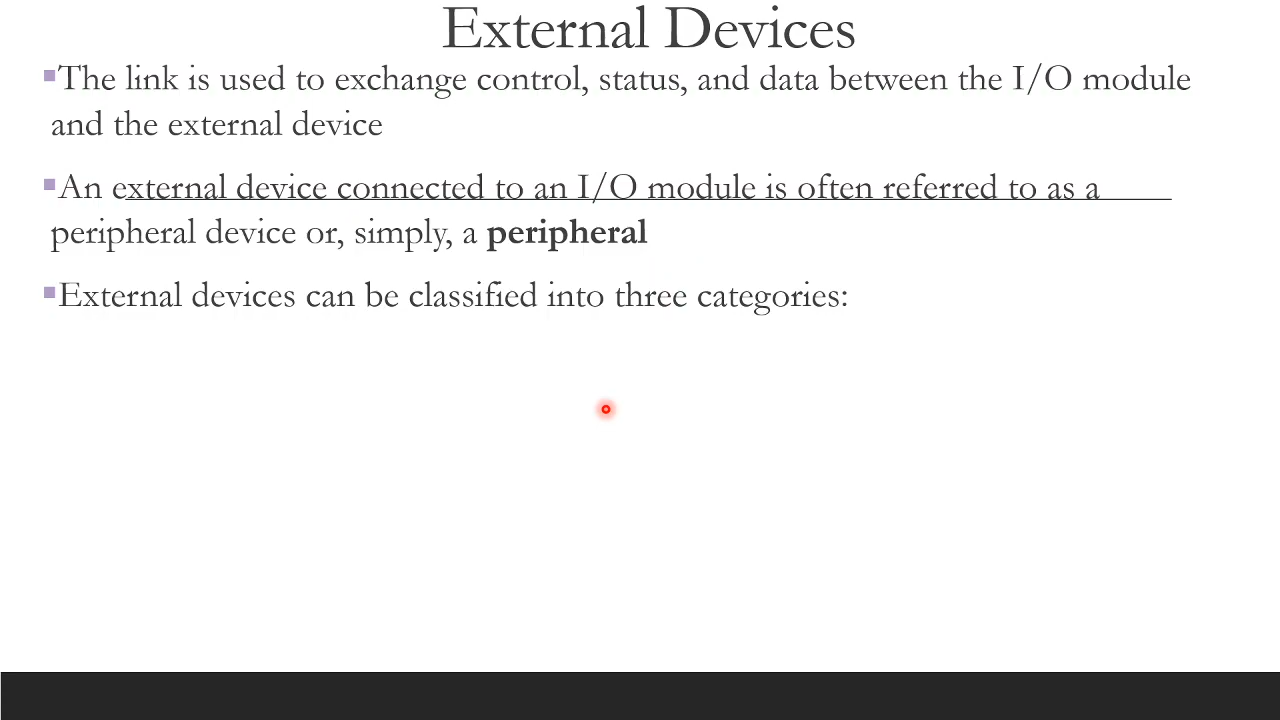 External Devices
▪The link is used to exchange control, status, and data between the I/O module
and the external device
▪An external device connected to an I/O module is often referred to as a
peripheral device or, simply, a peripheral
▪External devices can be classified into three categories: